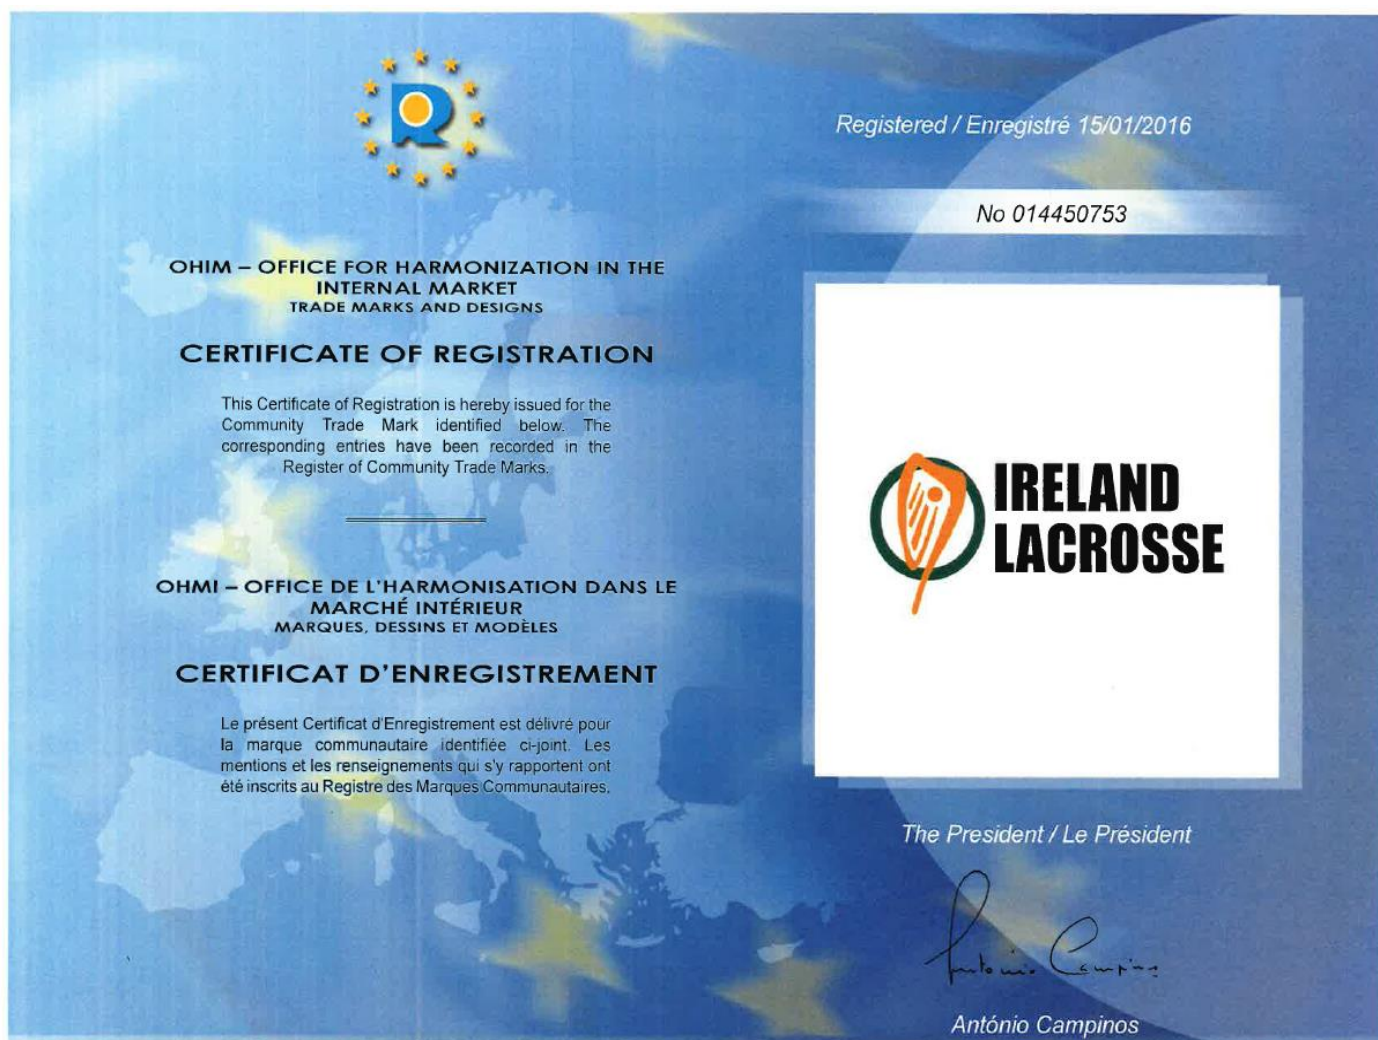 OHIM – OFFICE FOR HARMONIZATION IN THE
INTERNAL MARKET
TRADE MARKS AND DESIGNS
CERTIFICATE OF REGISTRATION
This Certificate of Registration is hereby issued for the
Community Trade Mark identified below. The
corresponding entries have been recorded in the
Register of Community Trade Marks.
OHMI – OFFICE DE L'HARMONISATION DANS LE
MARCHÉ INTÉRIEUR
MARQUES, DESSINS ET MODÈLES
CERTIFICAT D'ENREGISTREMENT
Le présent Certificat d'Enregistrement est délivré pour
la marque communautaire identifiée ci-joint. Les
mentions et les renseignements qui s'y rapportent ont
été inscrits au Registre des Marques Communautaires.
Registered / Enregistré 15/01/2016
No 014450753
IRELAND
LACROSSE
The President / Le Président
António Campinos
António Campinos